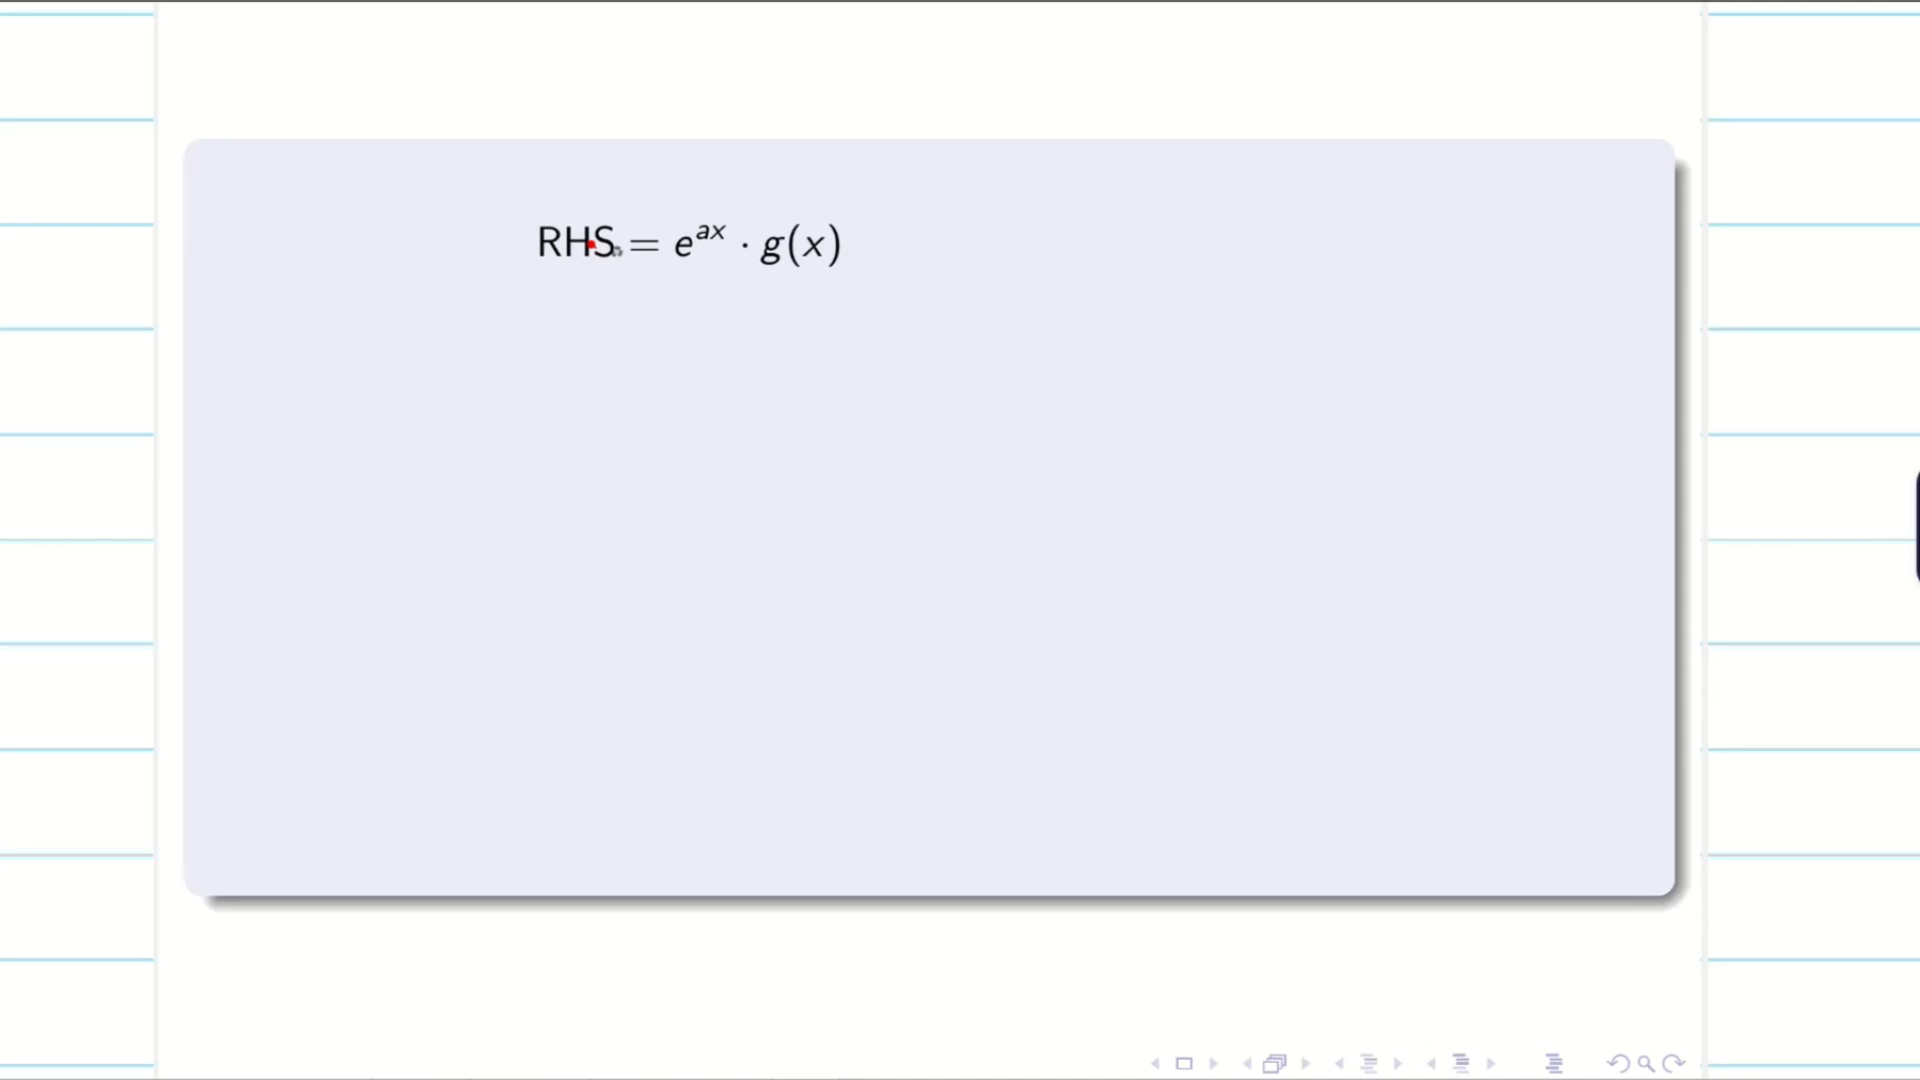 RHS = e^{ax} · g(x)